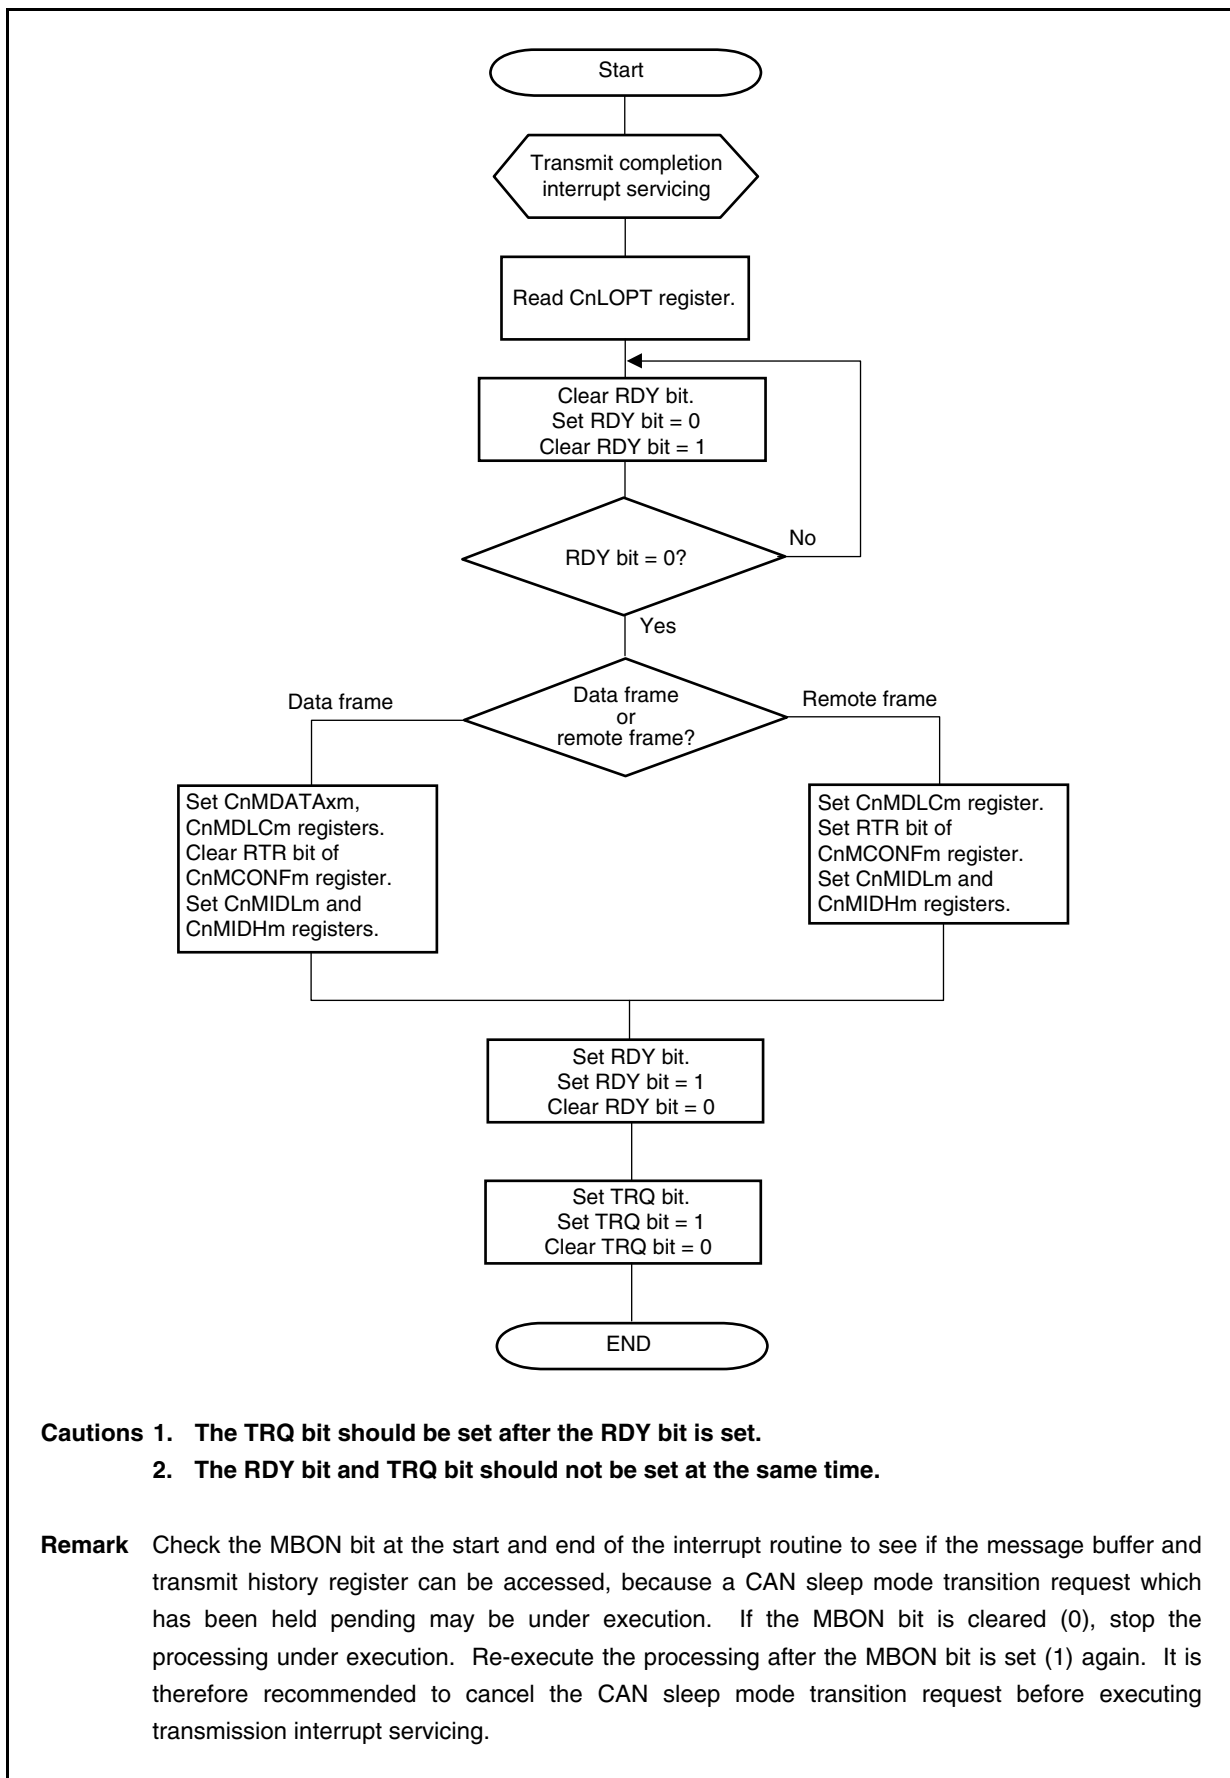 Start
Transmit completion
interrupt servicing
Read CnLOPT register.
Clear RDY bit.
Set RDY bit = 0
Clear RDY bit = 1
RDY bit = 0?
No
Yes
Data frame
or
remote frame?
Data frame
Remote frame
Set CnMDATAxm,
CnMDLCm registers.
Clear RTR bit of
CnMCONFm register.
Set CnMIDLm and
CnMIDHm registers.
Set CnMDLCm register.
Set RTR bit of
CnMCONFm register.
Set CnMIDLm and
CnMIDHm registers.
Set RDY bit.
Set RDY bit = 1
Clear RDY bit = 0
Set TRQ bit.
Set TRQ bit = 1
Clear TRQ bit = 0
END
Cautions 1. The TRQ bit should be set after the RDY bit is set.
2. The RDY bit and TRQ bit should not be set at the same time.
Remark Check the MBON bit at the start and end of the interrupt routine to see if the message buffer and
transmit history register can be accessed, because a CAN sleep mode transition request which
has been held pending may be under execution. If the MBON bit is cleared (0), stop the
processing under execution. Re-execute the processing after the MBON bit is set (1) again. It is
therefore recommended to cancel the CAN sleep mode transition request before executing
transmission interrupt servicing.